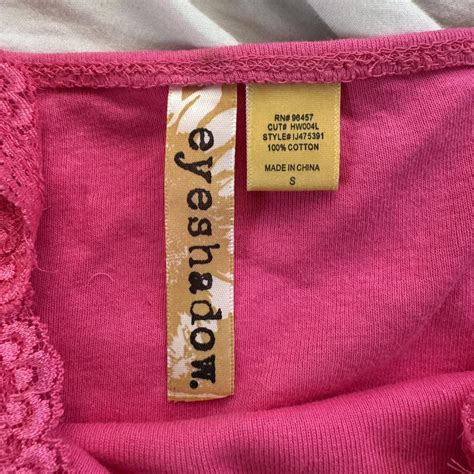 eyeshadow.
RN# 96457
CUT# HW004L
STYLE# IJ475391
100% COTTON
MADE IN CHINA
S